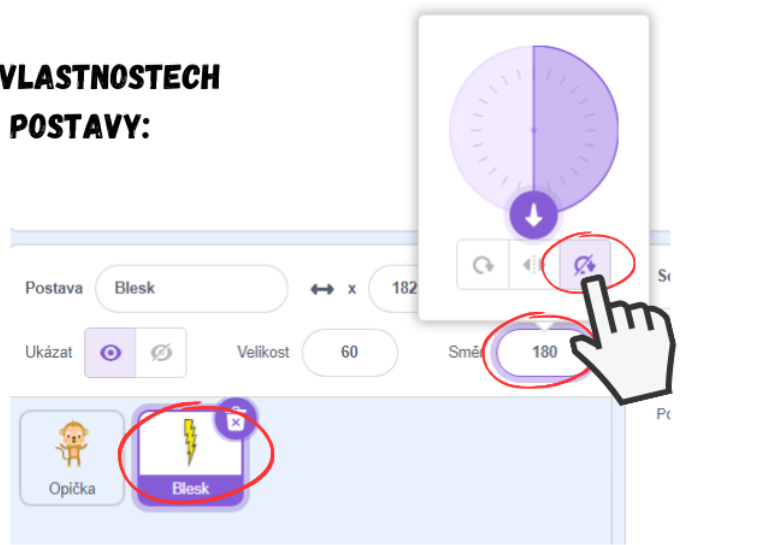 VLASTNOSTECH
POSTAVY:
Postava Blesk x 182
Ukázat Velikost 60 Směr 180
Opička Blesk